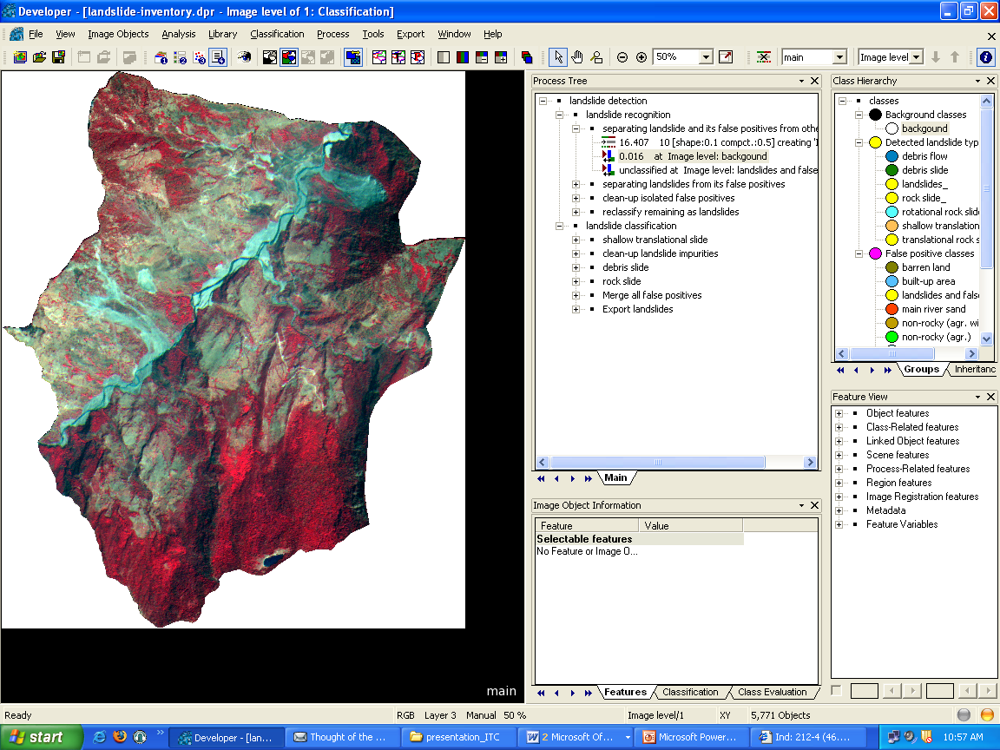 Developer - [landslide-inventory.dpr - Image level of 1: Classification]
File View Image Objects Analysis Library Classification Process Tools Export Window Help
50% main Image level
Process Tree
landslide detection
landslide recognition
separating landslide and its false positives from othe
16.407 10 [shape:0.1 compct.:0.5] creating '
0.016 at Image level: backgound
unclassified at Image level: landslides and false
separating landslides from its false positives
clean-up isolated false positives
reclassify remaining as landslides
landslide classification
shallow translational slide
clean-up landslide impurities
debris slide
rock slide
Merge all false positives
Export landslides
Main
Class Hierarchy
classes
Background classes
backgound
Detected landslide typ
debris flow
debris slide
landslides_
rock slide_
rotational rock slide
shallow translation
translational rock s
False positive classes
barren land
built-up area
landslides and false
main river sand
non-rocky (agr. wi
non-rocky (agr.)
Groups Inheritanc
Image Object Information
Feature Value
Selectable features
No Feature or Image O...
Features Classification Class Evaluation
Feature View
Object features
Class-Related features
Linked Object features
Scene features
Process-Related features
Region features
Image Registration features
Metadata
Feature Variables
main
Ready RGB Layer 3 Manual 50 % Image level/1 XY 5,771 Objects
start Developer - [lan... Thought of the ... presentation_ITC 2 Microsoft Of... Microsoft Power... Ind: 212-4 (46.... 10:57 AM